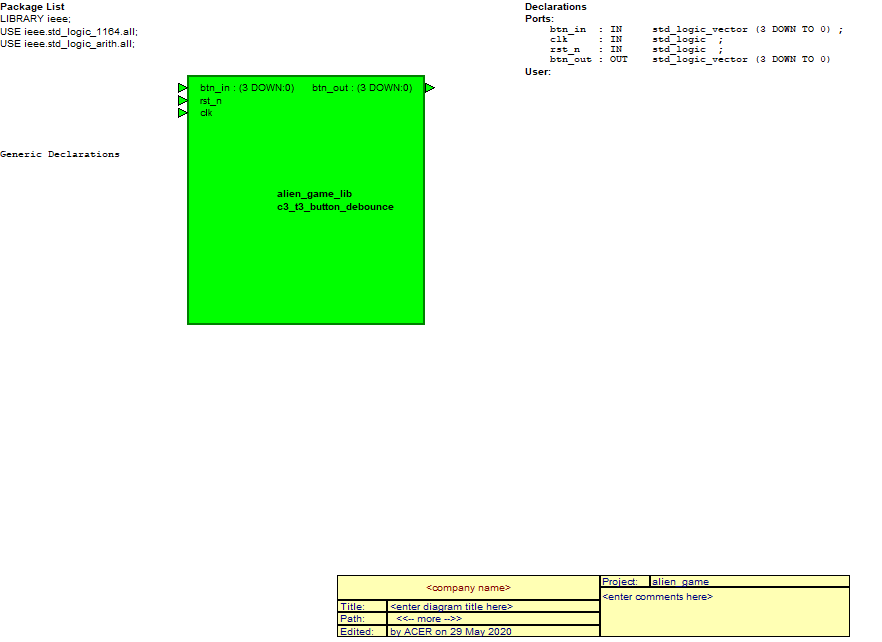 Package List
LIBRARY ieee;
USE ieee.std_logic_1164.all;
USE ieee.std_logic_arith.all;
Declarations
Ports:
btn_in : IN std_logic_vector (3 DOWN TO 0) ;
clk : IN std_logic ;
rst_n : IN std_logic ;
btn_out : OUT std_logic_vector (3 DOWN TO 0)
User:
btn_in : (3 DOWN:0) btn_out : (3 DOWN:0)
rst_n
clk
Generic Declarations
alien_game_lib
c3_t3_button_debounce
<company name>
Title: <enter diagram title here>
Path: <<-- more -->>
Edited: by ACER on 29 May 2020
Project: alien_game
<enter comments here>